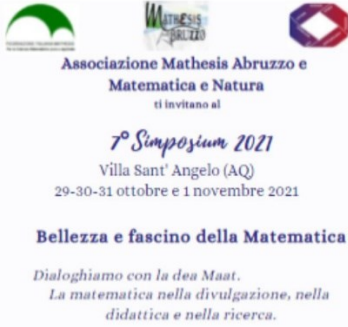 MATHESIS
ABRUZZO
Associazione Mathesis Abruzzo e
Matematica e Natura
ti invitano al
7° Simposium 2021
Villa Sant' Angelo (AQ)
29-30-31 ottobre e 1 novembre 2021
Bellezza e fascino della Matematica
Dialoghiamo con la dea Maat.
La matematica nella divulgazione, nella
didattica e nella ricerca.